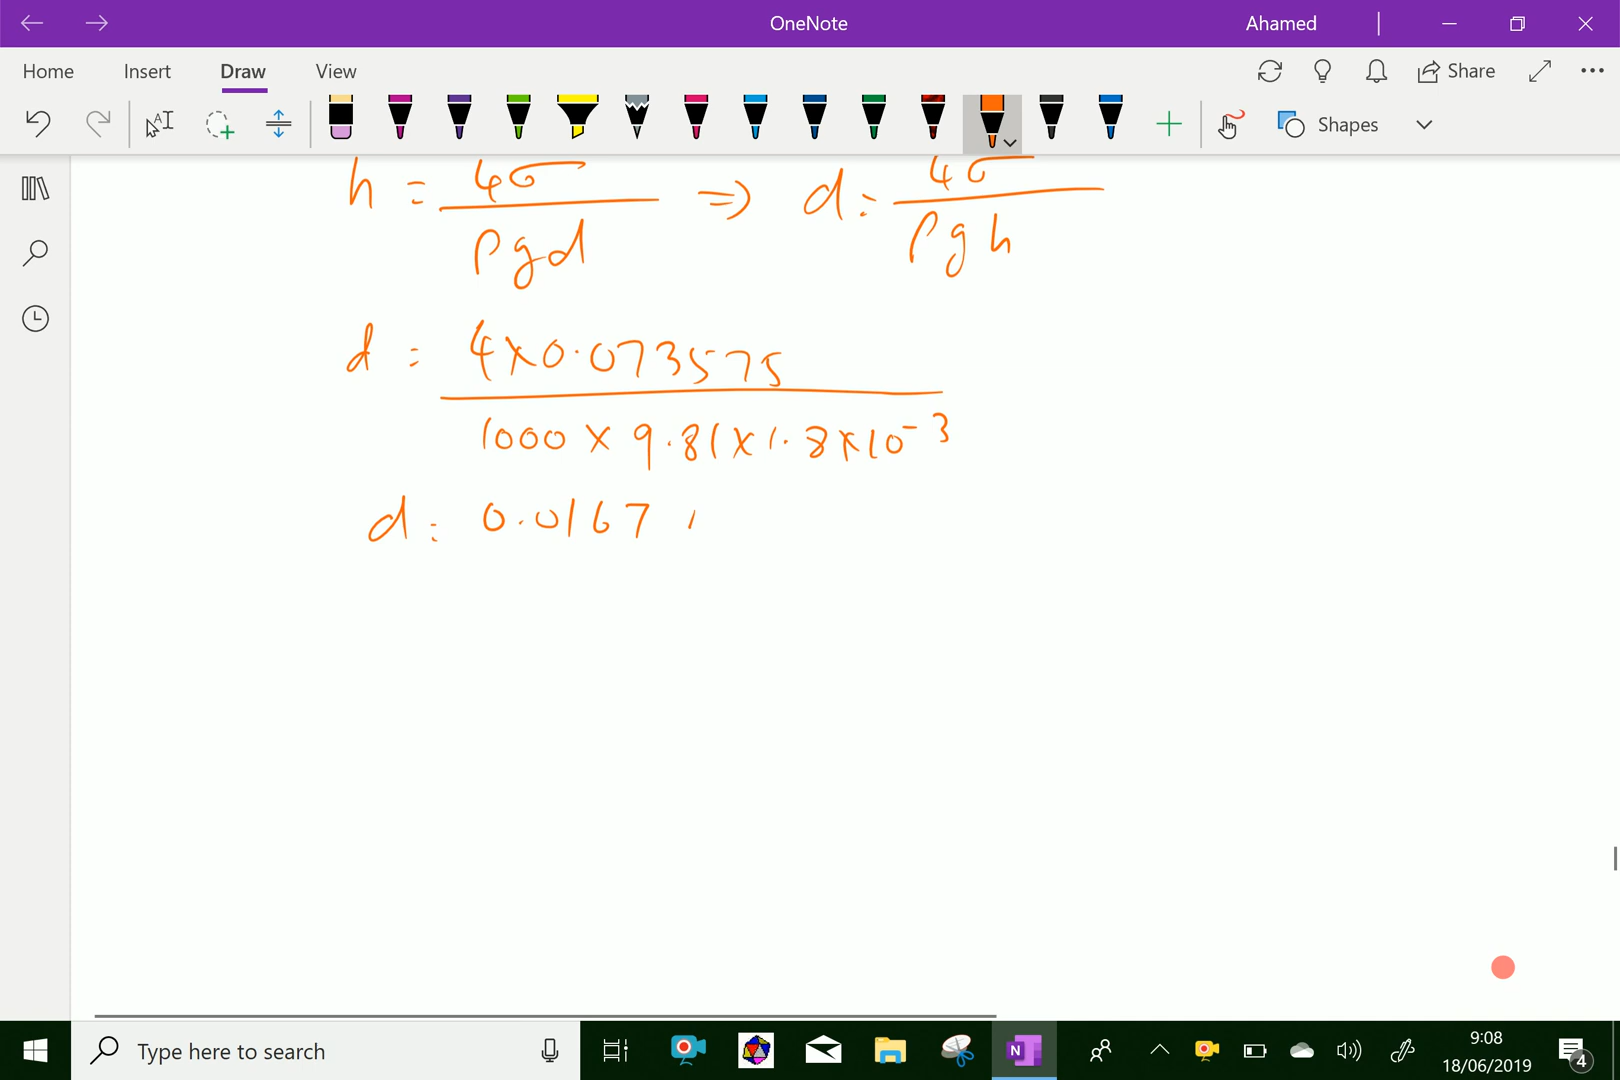 OneNote
Ahamed
Home Insert Draw View
Share
Shapes
h = 4σ / ρgd ⇒ d = 4σ / ρgh
d = 4×0.073575 / 1000 × 9.81×1.8×10⁻³
d = 0.0167
Type here to search
N
9:08
18/06/2019
4